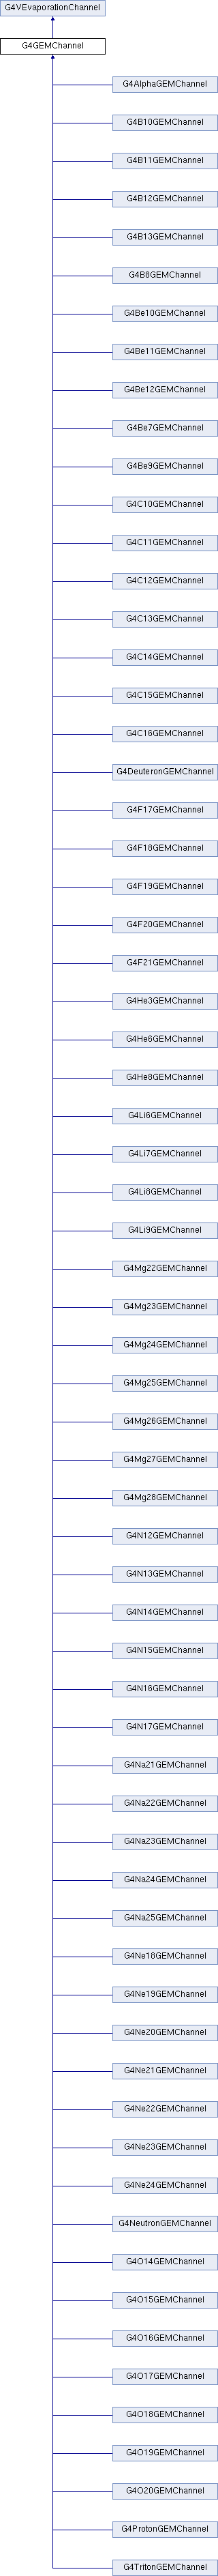 G4VEvaporationChannel
G4GEMChannel
G4AlphaGEMChannel
G4B10GEMChannel
G4B11GEMChannel
G4B12GEMChannel
G4B13GEMChannel
G4B8GEMChannel
G4Be10GEMChannel
G4Be11GEMChannel
G4Be12GEMChannel
G4Be7GEMChannel
G4Be9GEMChannel
G4C10GEMChannel
G4C11GEMChannel
G4C12GEMChannel
G4C13GEMChannel
G4C14GEMChannel
G4C15GEMChannel
G4C16GEMChannel
G4DeuteronGEMChannel
G4F17GEMChannel
G4F18GEMChannel
G4F19GEMChannel
G4F20GEMChannel
G4F21GEMChannel
G4He3GEMChannel
G4He6GEMChannel
G4He8GEMChannel
G4Li6GEMChannel
G4Li7GEMChannel
G4Li8GEMChannel
G4Li9GEMChannel
G4Mg22GEMChannel
G4Mg23GEMChannel
G4Mg24GEMChannel
G4Mg25GEMChannel
G4Mg26GEMChannel
G4Mg27GEMChannel
G4Mg28GEMChannel
G4N12GEMChannel
G4N13GEMChannel
G4N14GEMChannel
G4N15GEMChannel
G4N16GEMChannel
G4N17GEMChannel
G4Na21GEMChannel
G4Na22GEMChannel
G4Na23GEMChannel
G4Na24GEMChannel
G4Na25GEMChannel
G4Ne18GEMChannel
G4Ne19GEMChannel
G4Ne20GEMChannel
G4Ne21GEMChannel
G4Ne22GEMChannel
G4Ne23GEMChannel
G4Ne24GEMChannel
G4NeutronGEMChannel
G4O14GEMChannel
G4O15GEMChannel
G4O16GEMChannel
G4O17GEMChannel
G4O18GEMChannel
G4O19GEMChannel
G4O20GEMChannel
G4ProtonGEMChannel
G4TritonGEMChannel